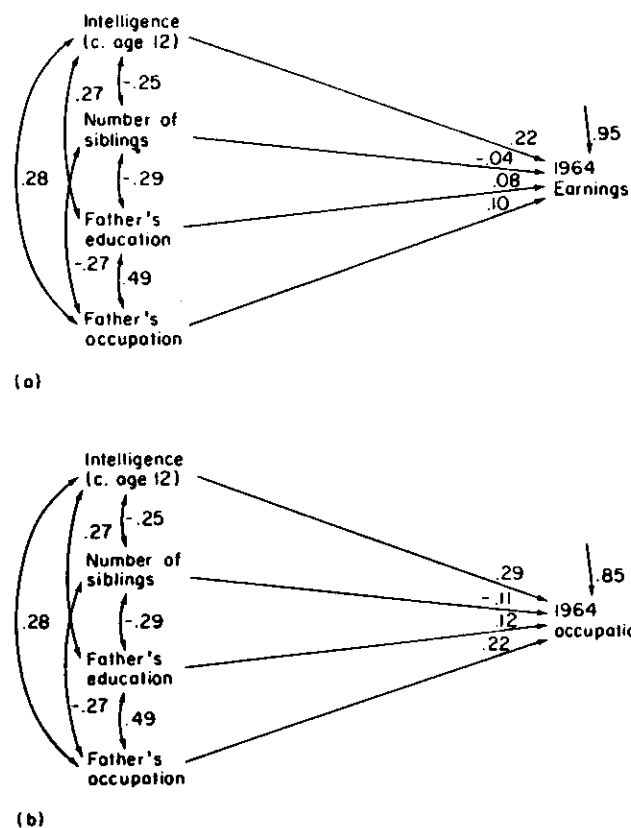 Intelligence
(c. age 12)
.27
-.25
Number of
siblings
.28
-.29
Father's
education
-.27
.49
Father's
occupation
.22
-.04
.08
.10
.95
1964
Earnings
(a)
Intelligence
(c. age 12)
.27
-.25
Number of
siblings
.28
-.29
Father's
education
-.27
.49
Father's
occupation
.29
-.11
.12
.22
.85
1964
occupati
(b)